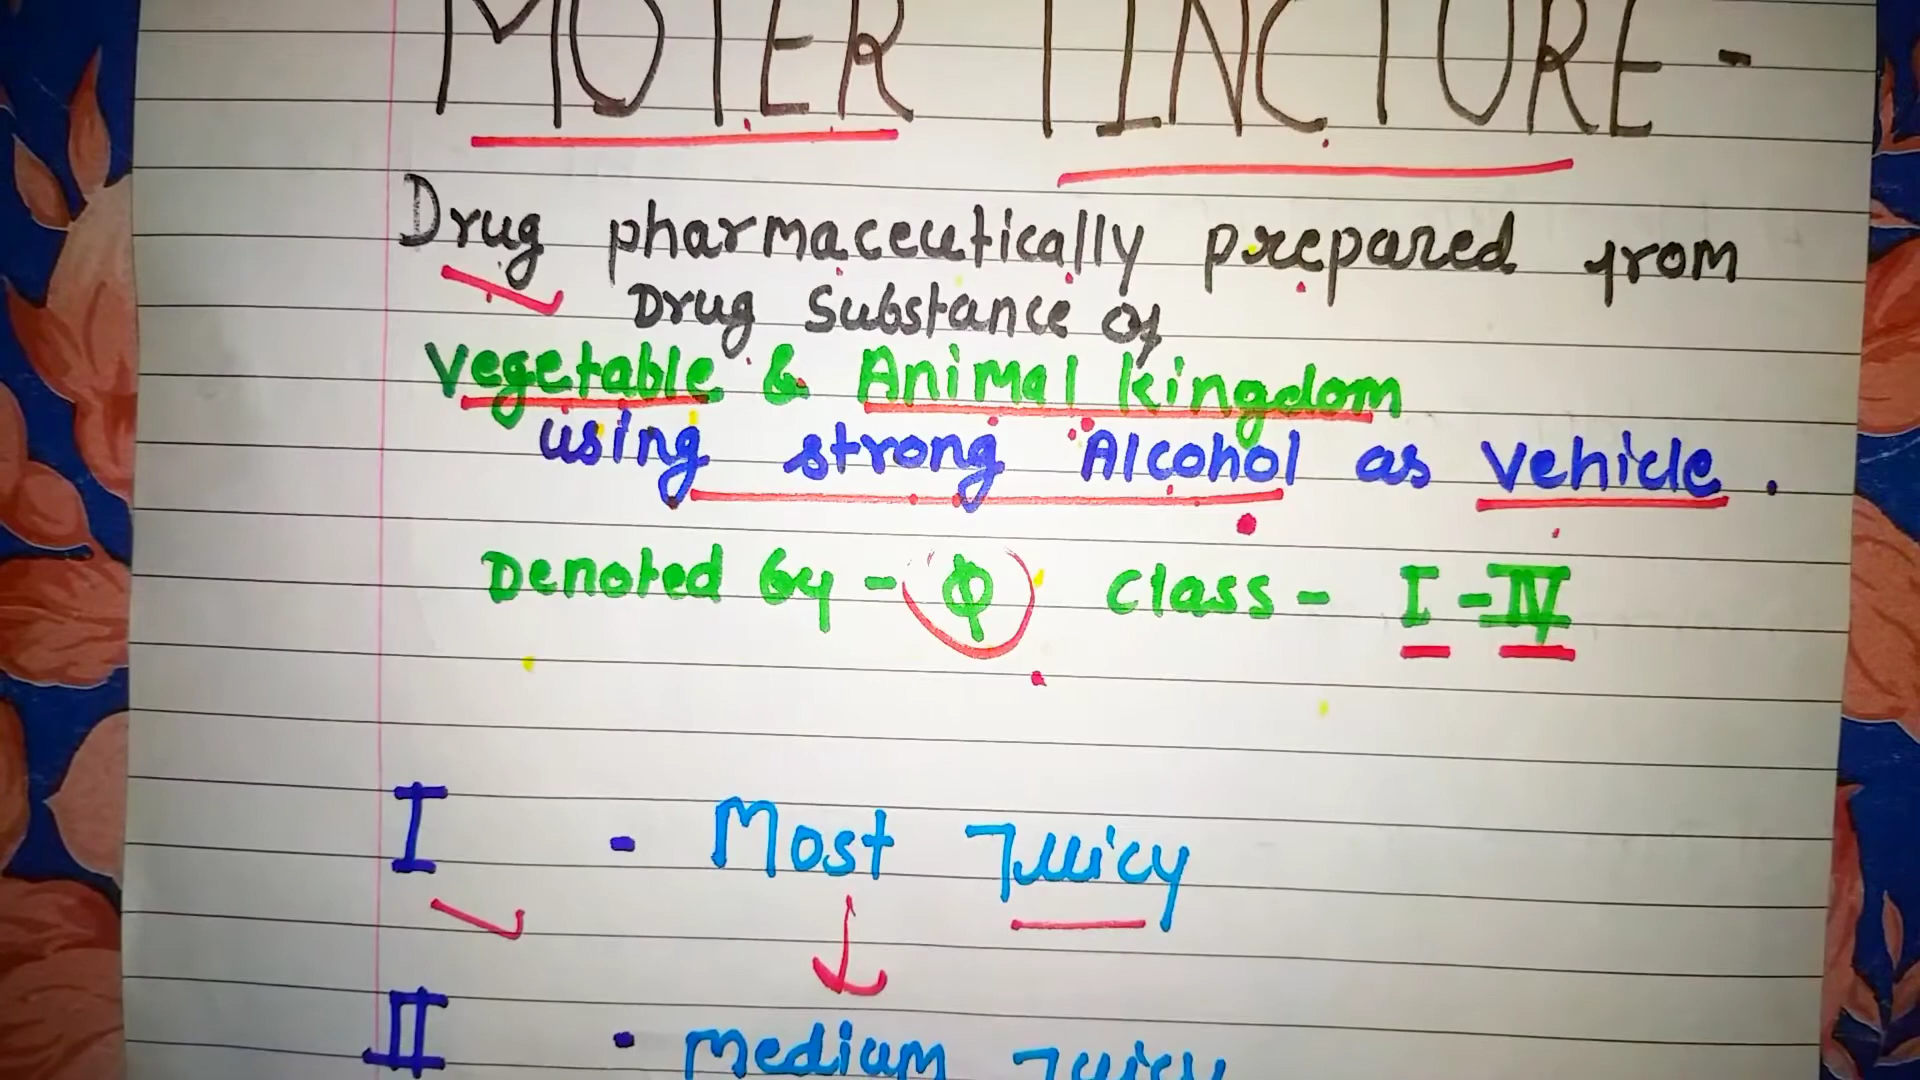 MOTER TINCTURE -
Drug pharmaceutically prepared from
Drug Substance of
Vegetable & Animal kingdom
using strong Alcohol as vehicle.
Denoted by - Φ class - I - IV
I - Most Juicy
II - Medium Juicy